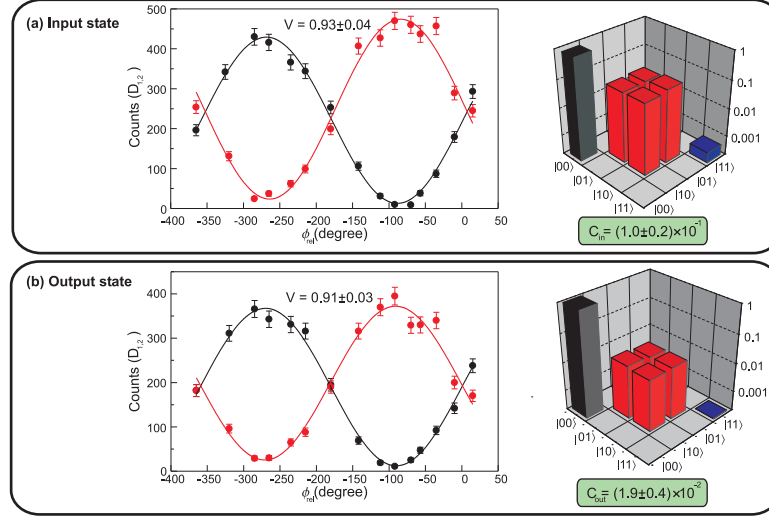 (a) Input state
V = 0.93±0.04
Counts (D1,2)
500
400
300
200
100
0
-400 -350 -300 -250 -200 -150 -100 -50 0 50
ϕrel(degree)
1
0.1
0.01
0.001
|00⟩ |01⟩ |10⟩ |11⟩
|00⟩ |10⟩ |01⟩ |11⟩
Cin= (1.0±0.2)×10-1
(b) Output state
V = 0.91±0.03
Counts (D1,2)
400
300
200
100
0
-400 -350 -300 -250 -200 -150 -100 -50 0 50
ϕrel(degree)
1
0.1
0.01
0.001
|00⟩ |01⟩ |10⟩ |11⟩
|00⟩ |10⟩ |01⟩ |11⟩
Cout= (1.9±0.4)×10-2